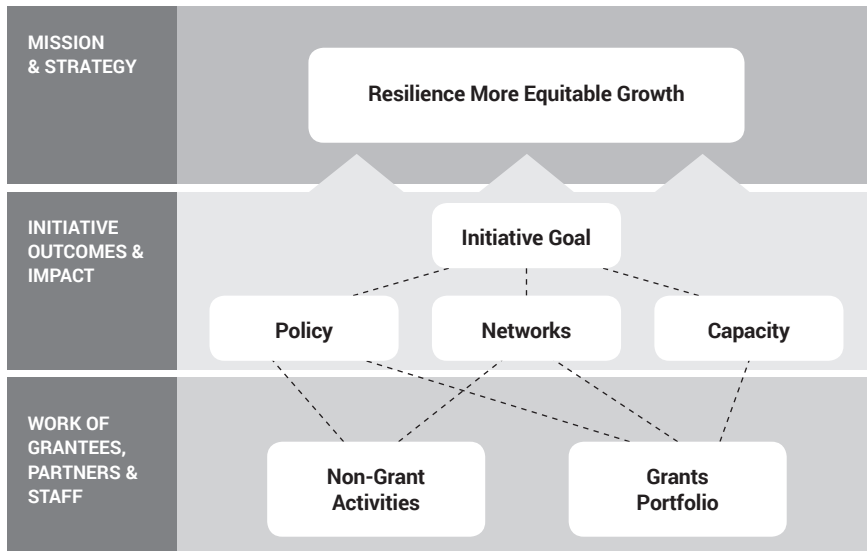 MISSION
& STRATEGY
Resilience More Equitable Growth
INITIATIVE
OUTCOMES &
IMPACT
Initiative Goal
Policy
Networks
Capacity
WORK OF
GRANTEES,
PARTNERS &
STAFF
Non-Grant
Activities
Grants
Portfolio